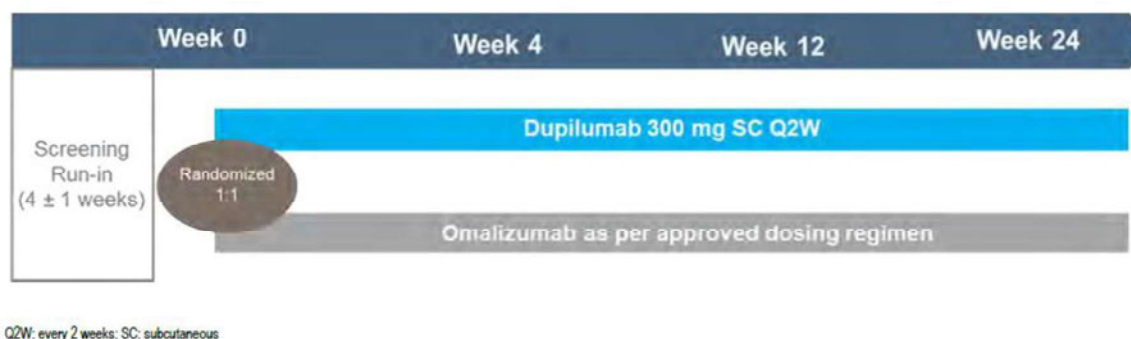 Week 0
Week 4
Week 12
Week 24
Screening
Run-in
(4 ± 1 weeks)
Randomized
1:1
Dupilumab 300 mg SC Q2W
Omalizumab as per approved dosing regimen
Q2W: every 2 weeks; SC: subcutaneous